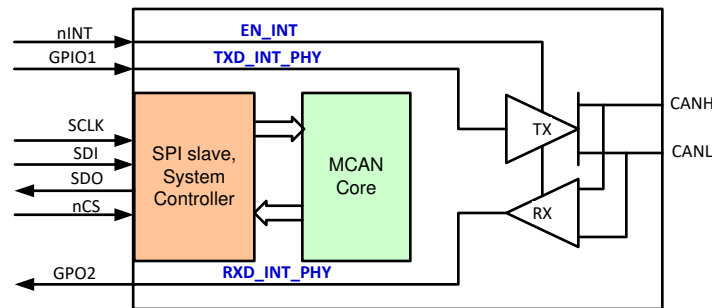 nINT
EN_INT
GPIO1
TXD_INT_PHY
SCLK
SDI
SDO
nCS
SPI slave,
System
Controller
MCAN
Core
TX
RX
CANH
CANL
GPO2
RXD_INT_PHY